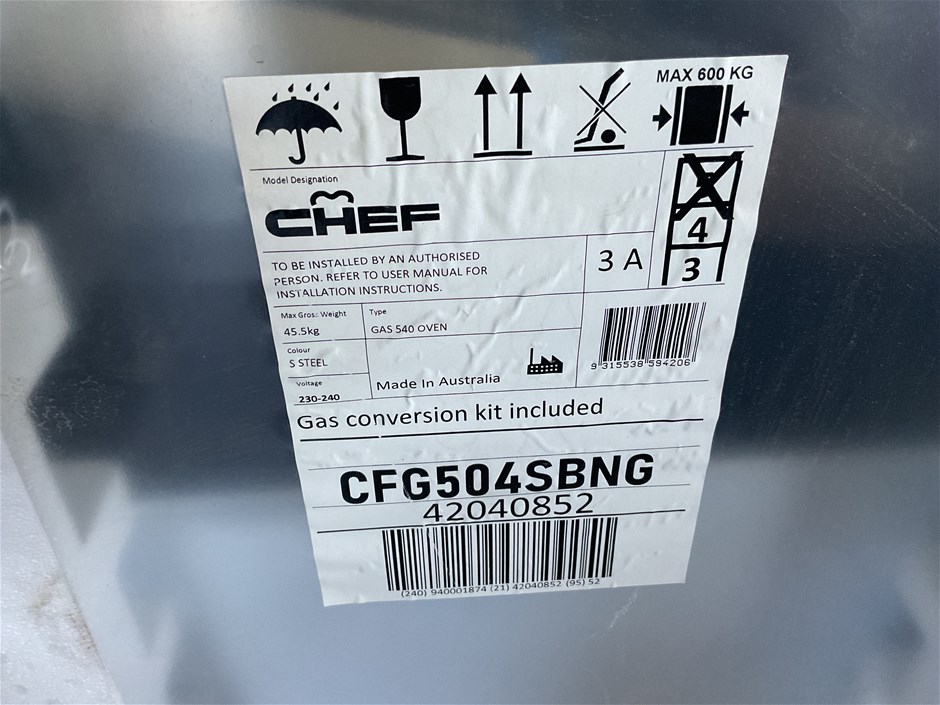 MAX 600 KG
Model Designation
CHEF
4
3
TO BE INSTALLED BY AN AUTHORISED
PERSON. REFER TO USER MANUAL FOR
INSTALLATION INSTRUCTIONS.
3 A
Max Gross Weight
45.5kg
Type
GAS 540 OVEN
Colour
S STEEL
Voltage
230-240
Made In Australia
9 315538 594206
Gas conversion kit included
CFG504SBNG
42040852
(240) 940001874 (21) 42040852 (95) 52